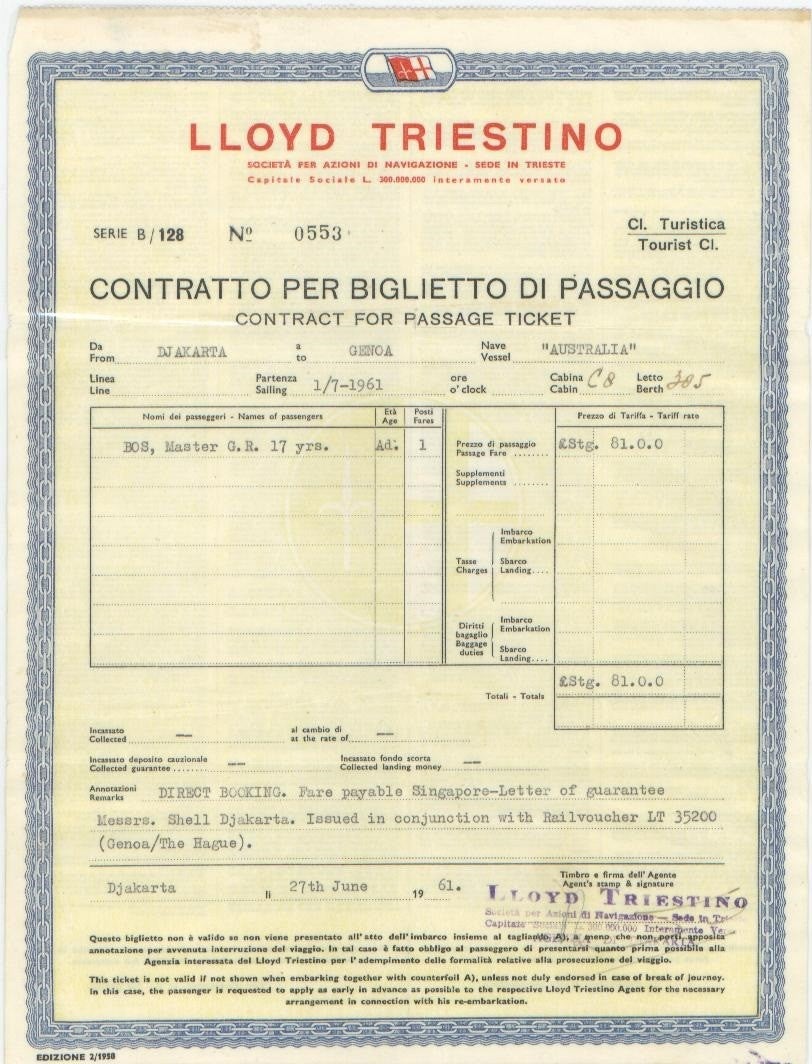 LLOYD TRIESTINO
SOCIETÀ PER AZIONI DI NAVIGAZIONE - SEDE IN TRIESTE
Capitale Sociale L. 300.000.000 interamente versato
SERIE B/128 Nº 0553
Cl. Turistica
Tourist Cl.
CONTRATTO PER BIGLIETTO DI PASSAGGIO
CONTRACT FOR PASSAGE TICKET
Da From DJAKARTA a to GENOA Nave Vessel "AUSTRALIA"
Linea Line Partenza Sailing 1/7-1961 ore o'clock Cabina Cabin C8 Letto Berth 385
Nomi dei passeggeri - Names of passengers Età Age Posti Fares Prezzo di Tariffa - Tariff rate
BOS, Master G.R. 17 yrs. Ad. 1 Prezzo di passaggio Passage Fare ........ £Stg. 81.0.0
Supplementi
Supplements ........
Tasse Charges
Imbarco Embarkation
Sbarco Landing....
Diritti bagaglio Baggage duties
Imbarco Embarkation
Sbarco Landing....
Totali - Totals £Stg. 81.0.0
Incassato Collected — al cambio di at the rate of —
Incassato deposito cauzionale Collected guarantee — Incassato fondo scorta Collected landing money —
Annotazioni Remarks DIRECT BOOKING. Fare payable Singapore-Letter of guarantee
Messrs. Shell Djakarta. Issued in conjunction with Railvoucher LT 35200
(Genoa/The Hague).
Djakarta li 27th June 19 61.
Timbro e firma dell'Agente
Agent's stamp & signature
LLOYD TRIESTINO
Società per Azioni di Navigazione — Sede in
Capitale 300.000.000 Interamente
Questo biglietto non è valido se non viene presentato all'atto dell'imbarco insieme al tagliando A), a meno che non porti apposita
annotazione per avvenuta interruzione del viaggio. In tal caso è fatto obbligo al passeggero di presentarsi quanto prima possibile alla
Agenzia interessata del Lloyd Triestino per l'adempimento delle formalità relative alla prosecuzione del viaggio.
This ticket is not valid if not shown when embarking together with counterfoil A), unless not duly endorsed in case of break of journey.
In this case, the passenger is requested to apply as early in advance as possible to the respective Lloyd Triestino Agent for the necessary
arrangement in connection with his re-embarkation.
EDIZIONE 2/1958